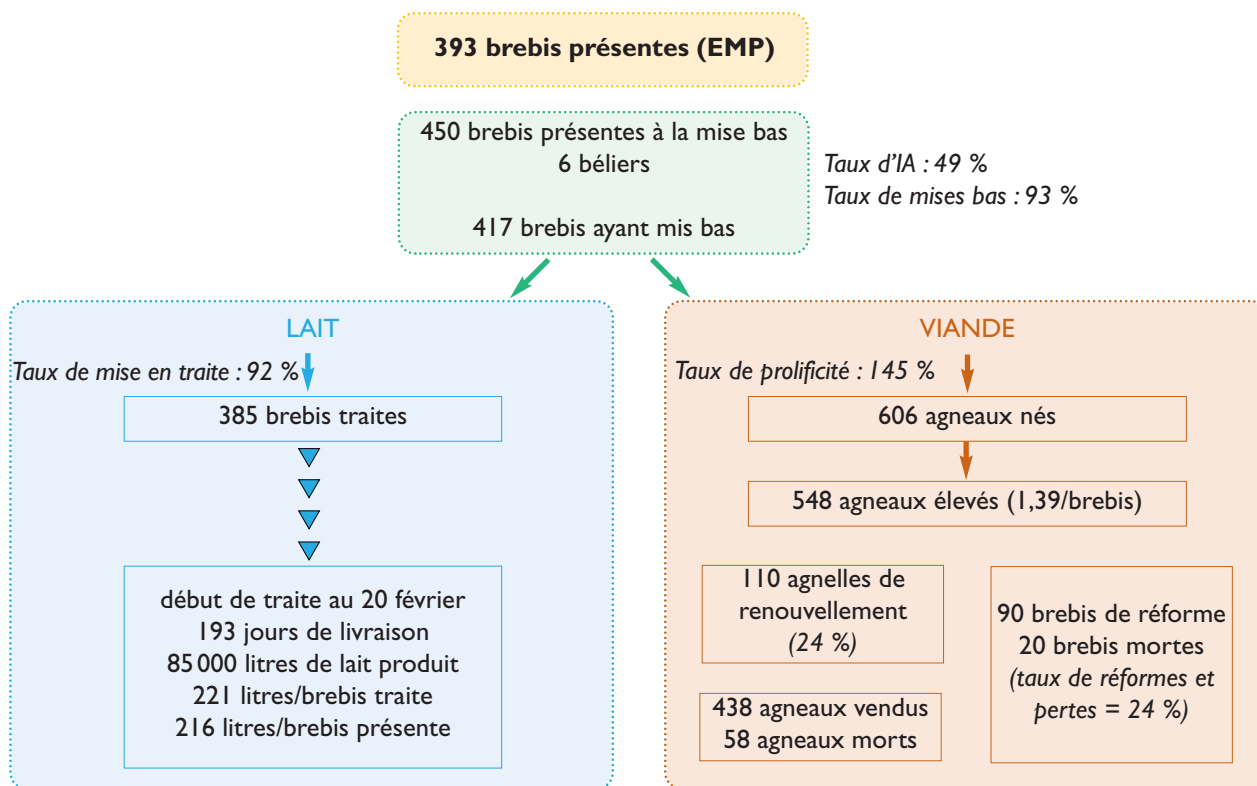 393 brebis présentes (EMP)
450 brebis présentes à la mise bas
6 béliers
417 brebis ayant mis bas
Taux d'IA : 49 %
Taux de mises bas : 93 %
LAIT
Taux de mise en traite : 92 %
385 brebis traites
début de traite au 20 février
193 jours de livraison
85 000 litres de lait produit
221 litres/brebis traite
216 litres/brebis présente
VIANDE
Taux de prolificité : 145 %
606 agneaux nés
548 agneaux élevés (1,39/brebis)
110 agnelles de
renouvellement
(24 %)
438 agneaux vendus
58 agneaux morts
90 brebis de réforme
20 brebis mortes
(taux de réformes et
pertes = 24 %)